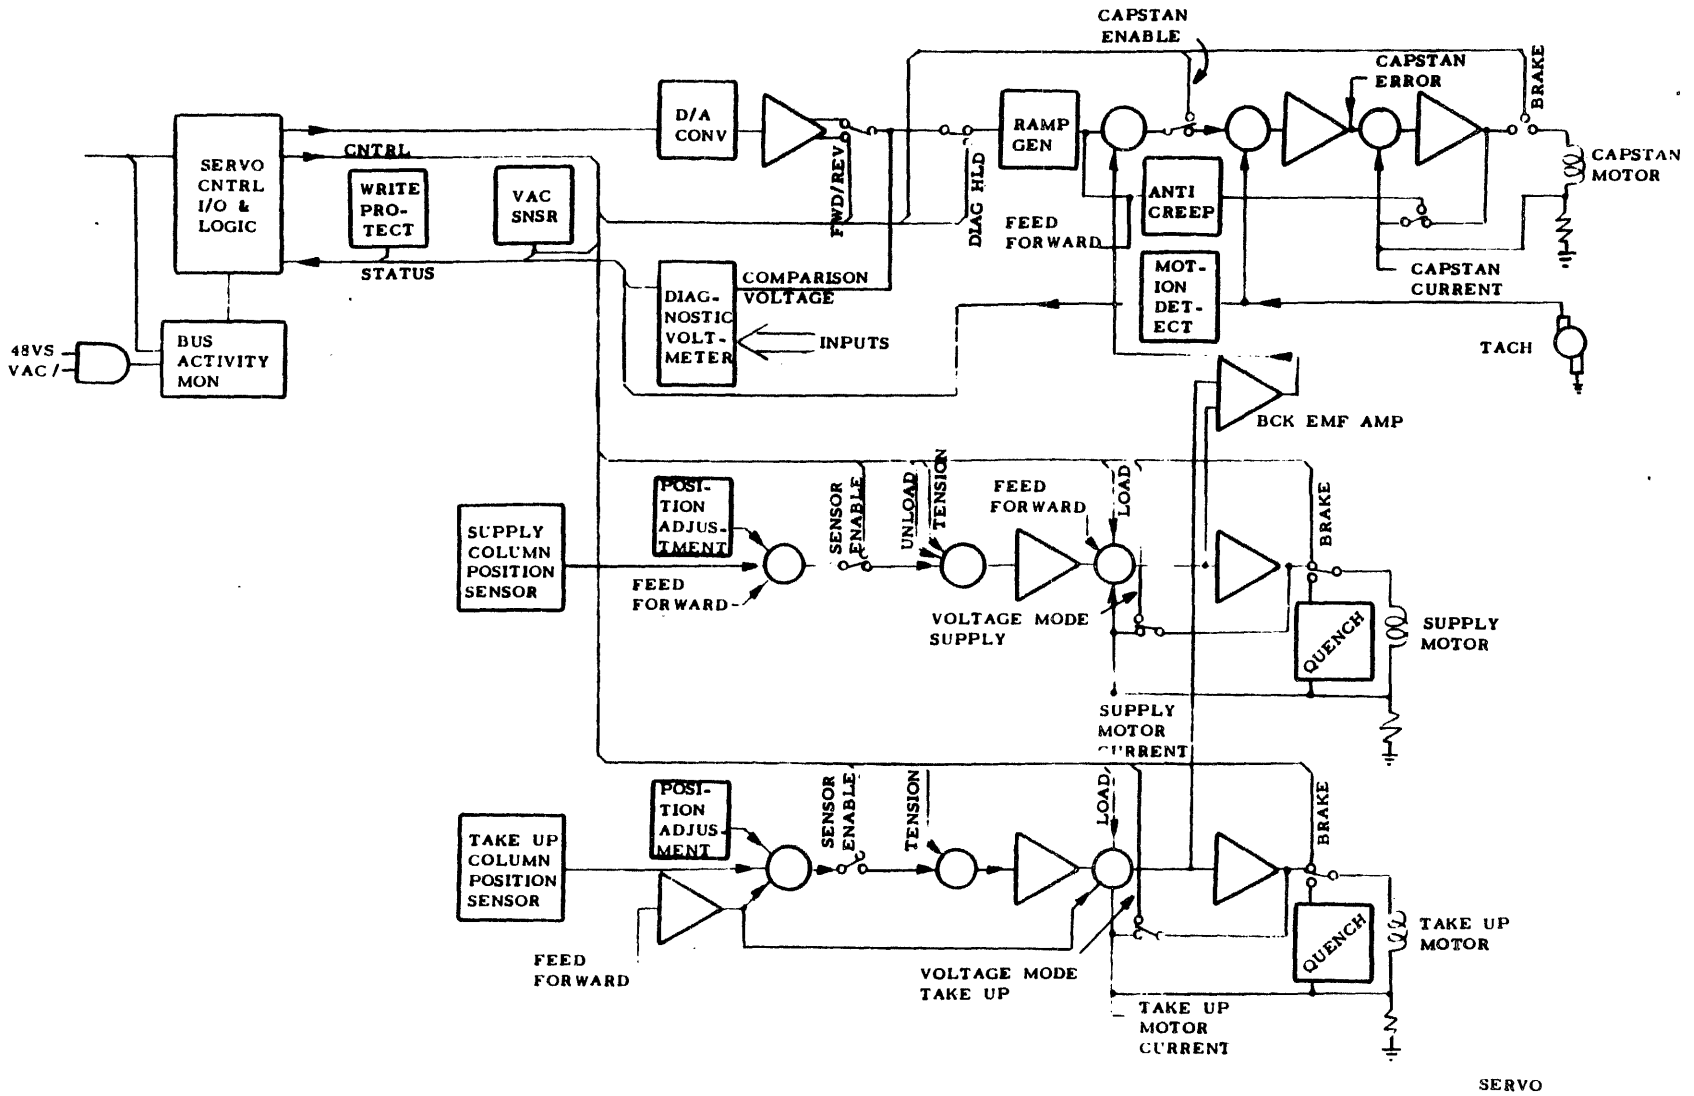 CAPSTAN
ENABLE
CAPSTAN
ERROR
BRAKE
D/A
CONV
RAMP
GEN
SERVO
CNTRL
I/O &
LOGIC
CNTRL
WRITE
PRO-
TECT
VAC
SNSR
FWD/REV
DIAG HLD
FEED
FORWARD
ANTI
CREEP
CAPSTAN
MOTOR
STATUS
COMPARISON
VOLTAGE
DIAG-
NOSTIC
VOLT-
METER
INPUTS
MOT-
ION
DET-
ECT
CAPSTAN
CURRENT
TACH
48VS
VAC /
BUS
ACTIVITY
MON
BCK EMF AMP
SUPPLY
COLUMN
POSITION
SENSOR
POSI-
TION
ADJUS-
TMENT
FEED
FORWARD
SENSOR
ENABLE
UNLOAD
TENSION
FEED
FORWARD
LOAD
BRAKE
VOLTAGE MODE
SUPPLY
QUENCH
SUPPLY
MOTOR
SUPPLY
MOTOR
CURRENT
TAKE UP
COLUMN
POSITION
SENSOR
POSI-
TION
ADJUS
MENT
FEED
FORWARD
SENSOR
ENABLE
TENSION
LOAD
BRAKE
VOLTAGE MODE
TAKE UP
QUENCH
TAKE UP
MOTOR
TAKE UP
MOTOR
CURRENT
SERVO